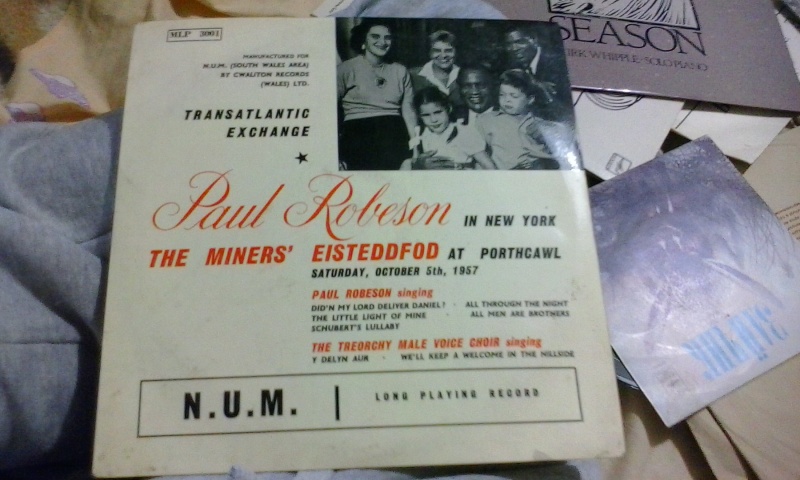 MLP 3001
MANUFACTURED FOR
N.U.M. (SOUTH WALES AREA)
BY CWALITON RECORDS
(WALES) LTD.
TRANSATLANTIC
EXCHANGE
Paul Robeson IN NEW YORK
THE MINERS' EISTEDDFOD AT PORTHCAWL
SATURDAY, OCTOBER 5th, 1957
PAUL ROBESON singing
DID'N MY LORD DELIVER DANIEL? · ALL THROUGH THE NIGHT
THE LITTLE LIGHT OF MINE · ALL MEN ARE BROTHERS
SCHUBERT'S LULLABY
THE TREORCHY MALE VOICE CHOIR singing
Y DELYN AUR · WE'LL KEEP A WELCOME IN THE HILLSIDE
N.U.M. | LONG PLAYING RECORD
SEASON
KIRK WHIPPLE · SOLO PIANO